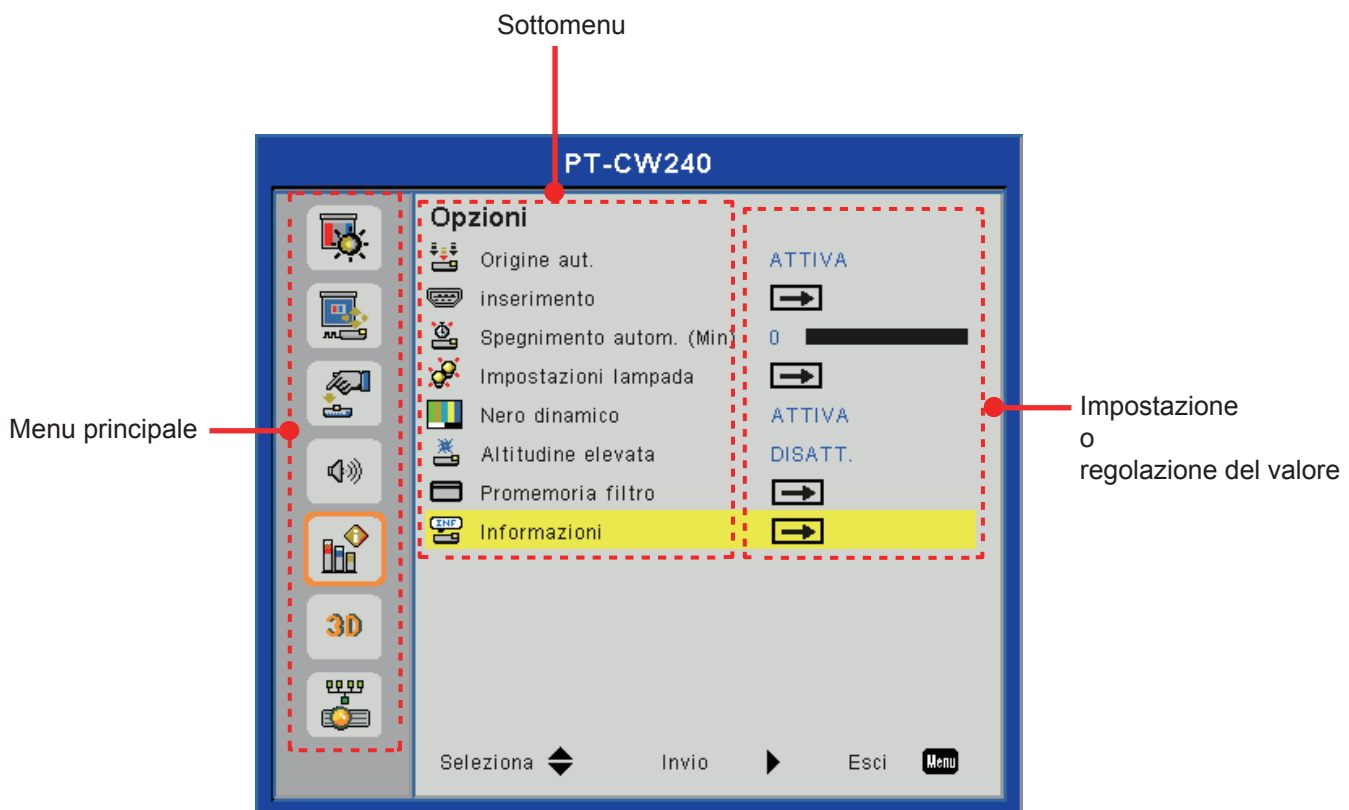 Sottomenu
PT-CW240
Opzioni
Origine aut. ATTIVA
inserimento
Spegnimento autom. (Min) 0
Impostazioni lampada
Nero dinamico ATTIVA
Altitudine elevata DISATT.
Promemoria filtro
INF Informazioni
3D
Seleziona Invio Esci Menu
Menu principale
Impostazione
o
regolazione del valore